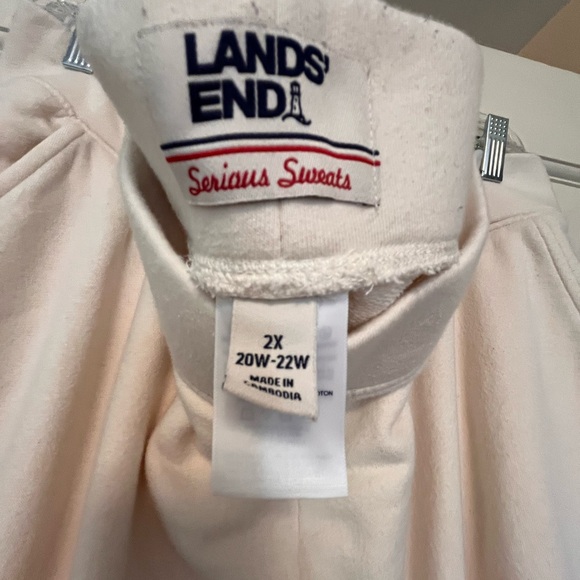 LANDS'
END
Serious Sweats
2X
20W-22W
MADE IN
CAMBODIA